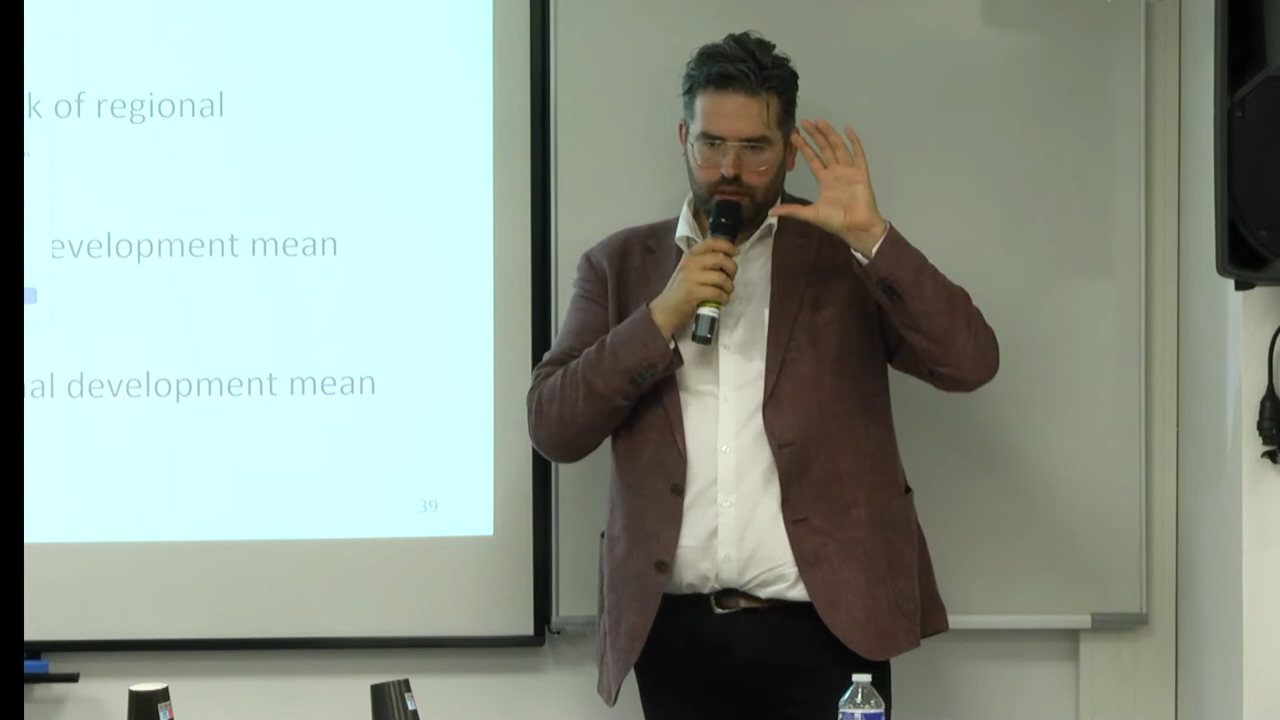 k of regional
evelopment mean
al development mean
39